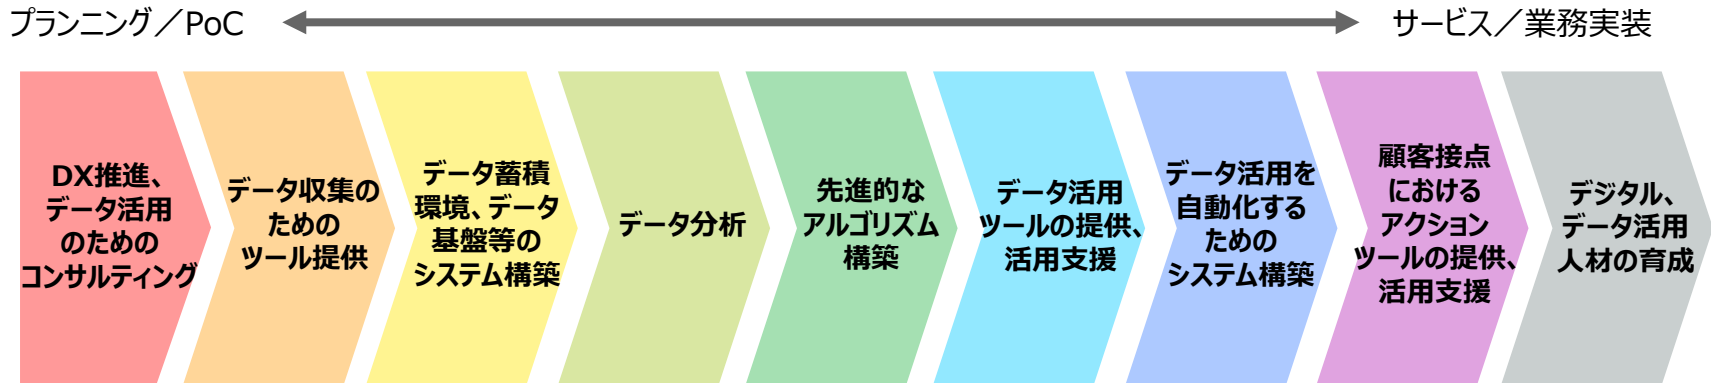 プランニング／PoC
サービス／業務実装
DX推進、
データ活用
のための
コンサルティング
データ収集の
ための
ツール提供
データ蓄積
環境、データ
基盤等の
システム構築
データ分析
先進的な
アルゴリズム
構築
データ活用
ツールの提供、
活用支援
データ活用を
自動化する
ための
システム構築
顧客接点
における
アクション
ツールの提供、
活用支援
デジタル、
データ活用
人材の育成